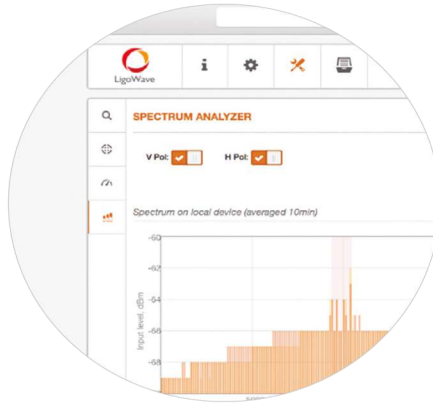 LigoWave
SPECTRUM ANALYZER
V Pol:
H Pol:
Spectrum on local device (averaged 10min)
Input level, dBm
-60
-62
-64
-66
-68